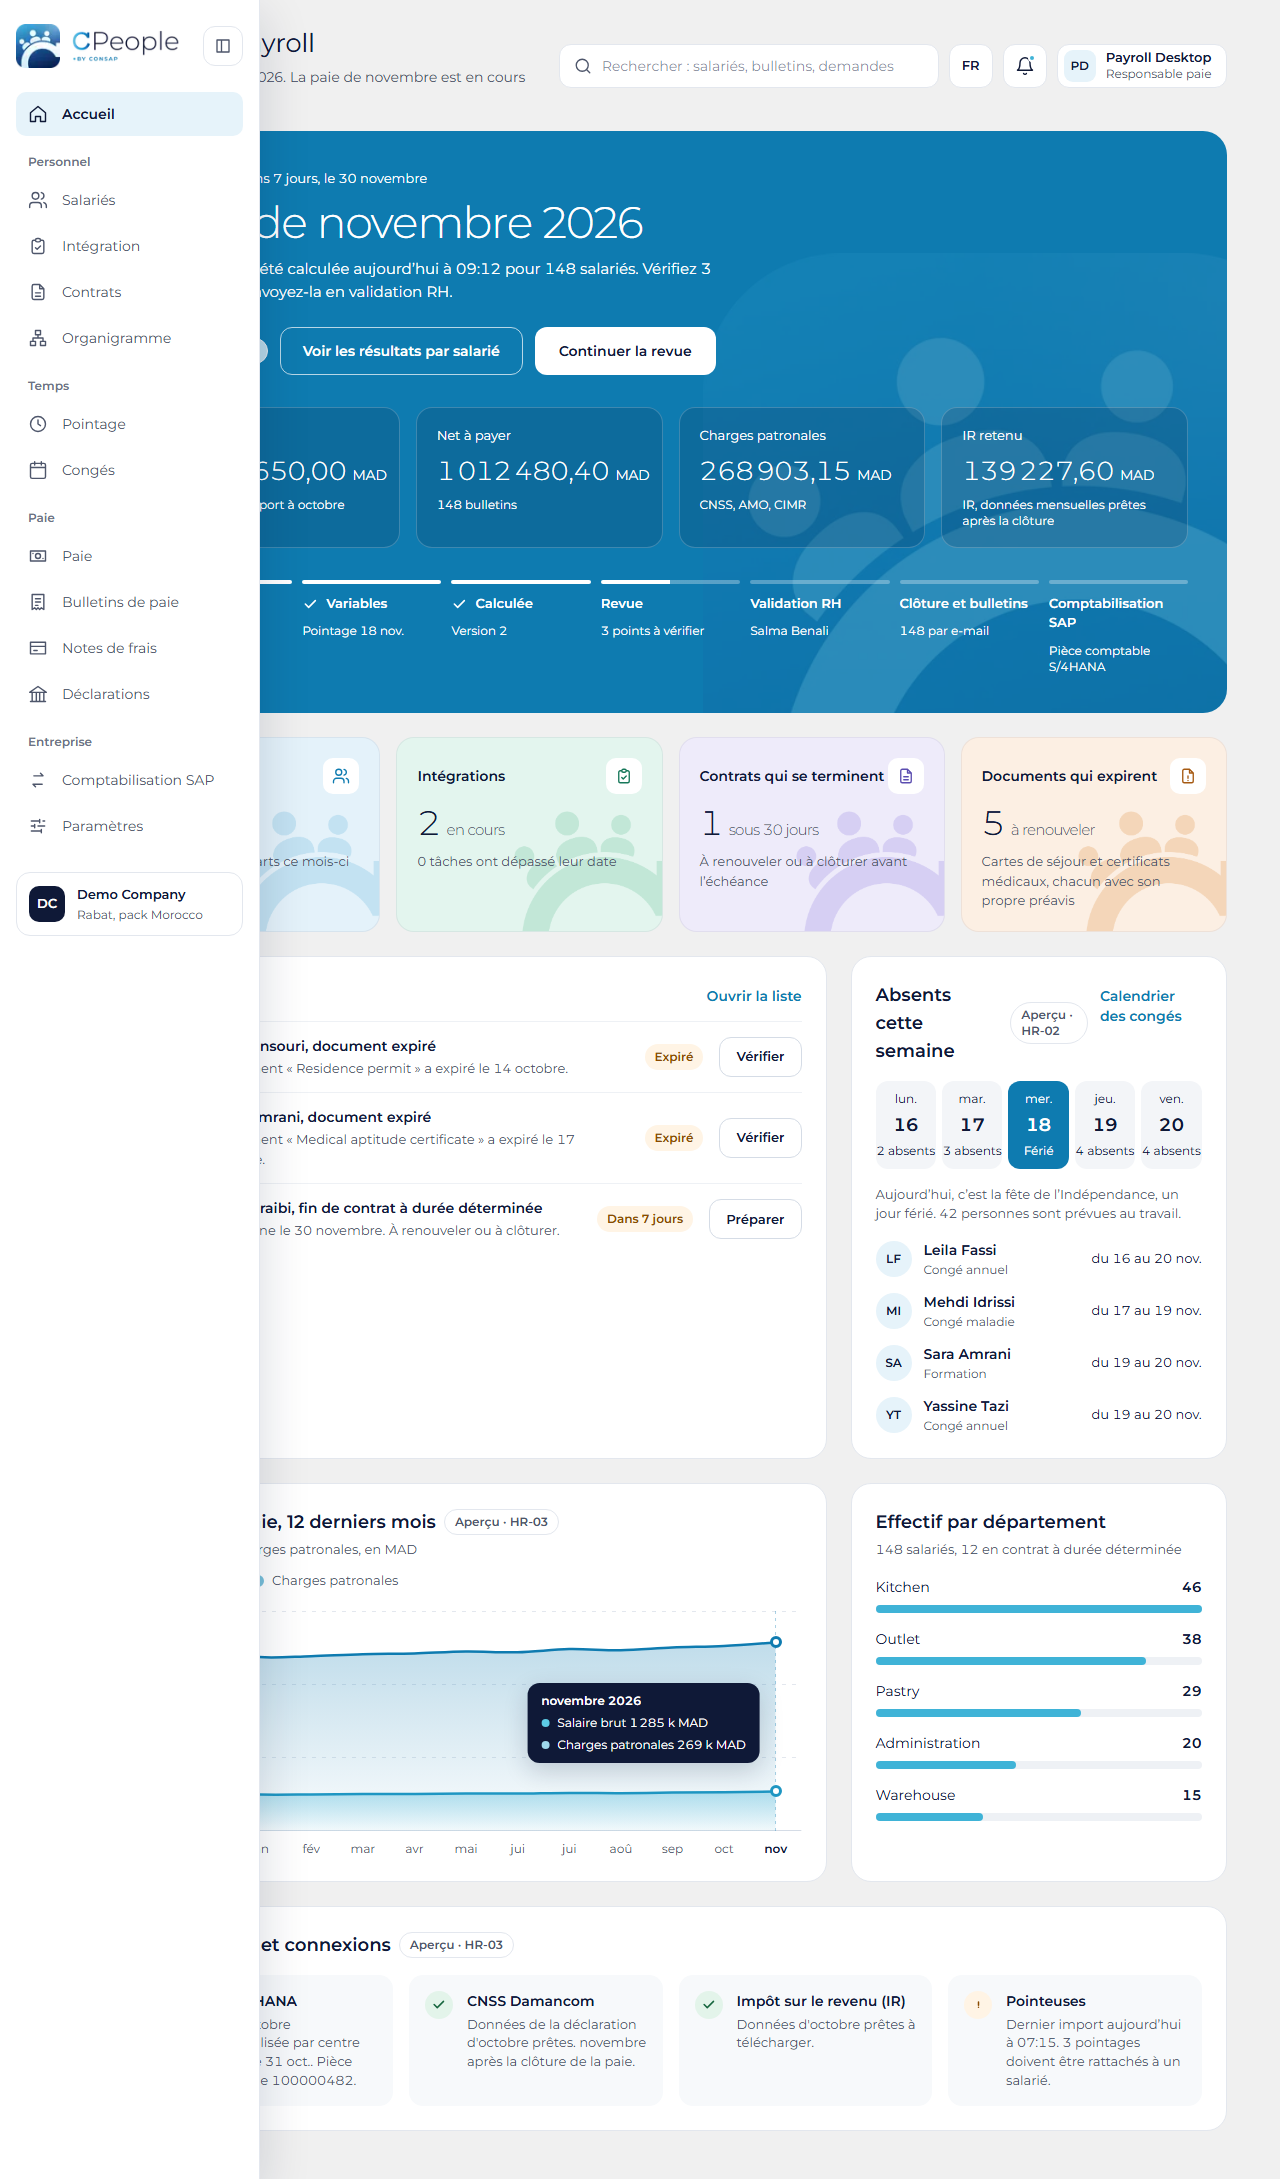 CPeople
+BY CONSAP
Accueil
Personnel
Salariés
Intégration
Contrats
Organigramme
Temps
Pointage
Congés
Paie
Paie
Bulletins de paie
Notes de frais
Déclarations
Entreprise
Comptabilisation SAP
Paramètres
DC
Demo Company
Rabat, pack Morocco
yroll
026. La paie de novembre est en cours
Rechercher : salariés, bulletins, demandes
FR
PD
Payroll Desktop
Responsable paie
ns 7 jours, le 30 novembre
de novembre 2026
été calculée aujourd’hui à 09:12 pour 148 salariés. Vérifiez 3
nvoyez-la en validation RH.
Voir les résultats par salarié
Continuer la revue
650,00 MAD
port à octobre
Net à payer
1 012 480,40 MAD
148 bulletins
Charges patronales
268 903,15 MAD
CNSS, AMO, CIMR
IR retenu
139 227,60 MAD
IR, données mensuelles prêtes
après la clôture
Variables
Pointage 18 nov.
Calculée
Version 2
Revue
3 points à vérifier
Validation RH
Salma Benali
Clôture et bulletins
148 par e-mail
Comptabilisation
SAP
Pièce comptable
S/4HANA
arts ce mois-ci
Intégrations
2 en cours
0 tâches ont dépassé leur date
Contrats qui se terminent
1 sous 30 jours
À renouveler ou à clôturer avant
l’échéance
Documents qui expirent
5 à renouveler
Cartes de séjour et certificats
médicaux, chacun avec son
propre préavis
Ouvrir la liste
nsouri, document expiré
ent « Residence permit » a expiré le 14 octobre.
Expiré
Vérifier
mrani, document expiré
ent « Medical aptitude certificate » a expiré le 17
e.
Expiré
Vérifier
raibi, fin de contrat à durée déterminée
ne le 30 novembre. À renouveler ou à clôturer.
Dans 7 jours
Préparer
Absents
cette
semaine
Aperçu ·
HR-02
Calendrier
des congés
lun.
16
2 absents
mar.
17
3 absents
mer.
18
Férié
jeu.
19
4 absents
ven.
20
4 absents
Aujourd’hui, c’est la fête de l’Indépendance, un
jour férié. 42 personnes sont prévues au travail.
LF
Leila Fassi
Congé annuel
du 16 au 20 nov.
MI
Mehdi Idrissi
Congé maladie
du 17 au 19 nov.
SA
Sara Amrani
Formation
du 19 au 20 nov.
YT
Yassine Tazi
Congé annuel
du 19 au 20 nov.
ie, 12 derniers mois
Aperçu · HR-03
rges patronales, en MAD
Charges patronales
novembre 2026
Salaire brut 1 285 k MAD
Charges patronales 269 k MAD
n fév mar avr mai jui jui aoû sep oct nov
Effectif par département
148 salariés, 12 en contrat à durée déterminée
Kitchen 46
Outlet 38
Pastry 29
Administration 20
Warehouse 15
et connexions
Aperçu · HR-03
HANA
tobre
lisée par centre
e 31 oct.. Pièce
e 100000482.
CNSS Damancom
Données de la déclaration
d'octobre prêtes. novembre
après la clôture de la paie.
Impôt sur le revenu (IR)
Données d'octobre prêtes à
télécharger.
Pointeuses
Dernier import aujourd’hui
à 07:15. 3 pointages
doivent être rattachés à un
salarié.